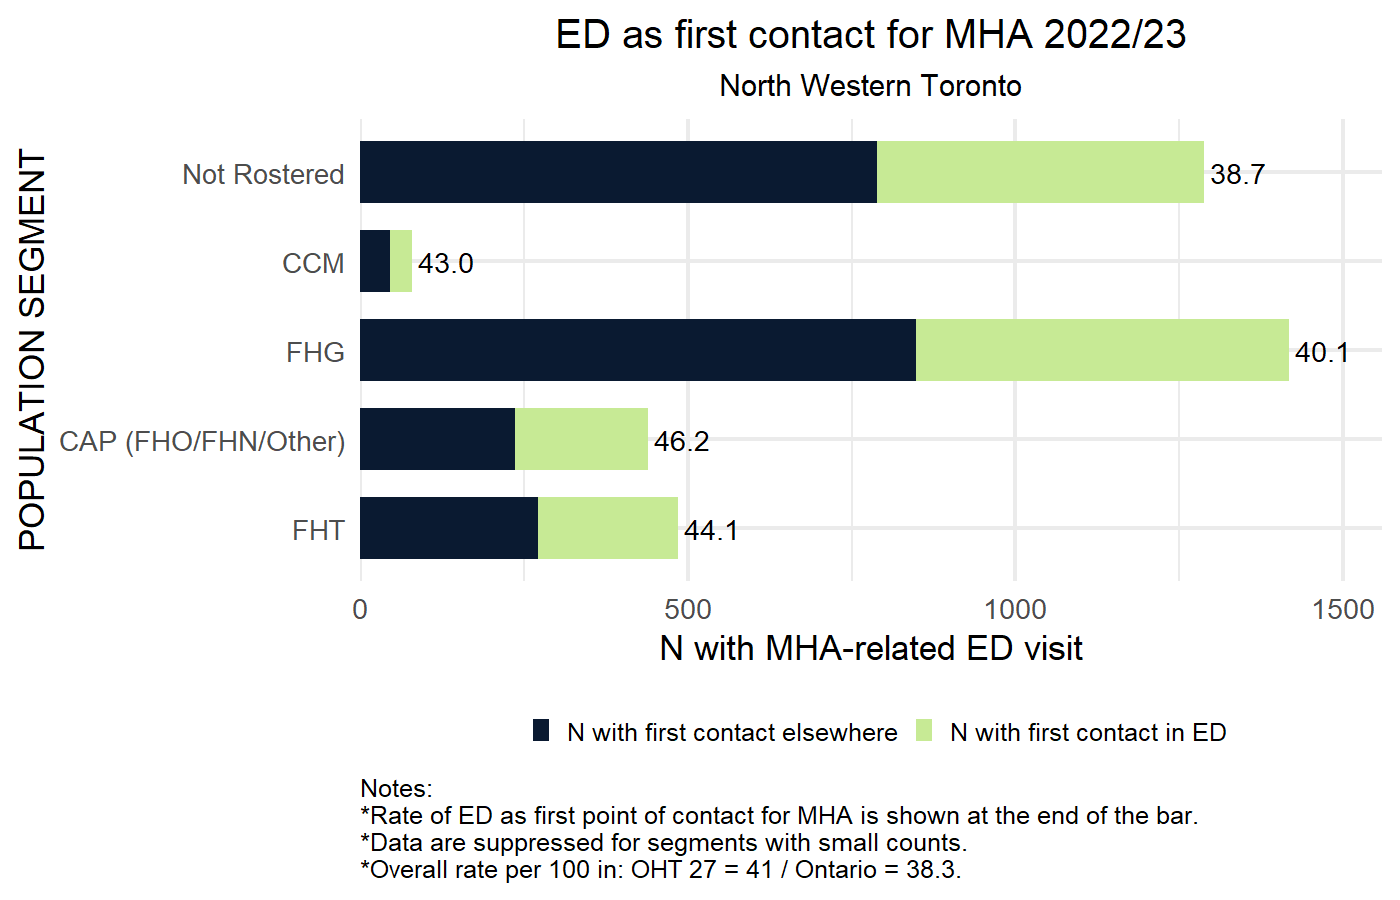 ED as first contact for MHA 2022/23
North Western Toronto
POPULATION SEGMENT
Not Rostered
38.7
CCM
43.0
FHG
40.1
CAP (FHO/FHN/Other)
46.2
FHT
44.1
0 500 1000 1500
N with MHA-related ED visit
N with first contact elsewhere N with first contact in ED
Notes:
*Rate of ED as first point of contact for MHA is shown at the end of the bar.
*Data are suppressed for segments with small counts.
*Overall rate per 100 in: OHT 27 = 41 / Ontario = 38.3.